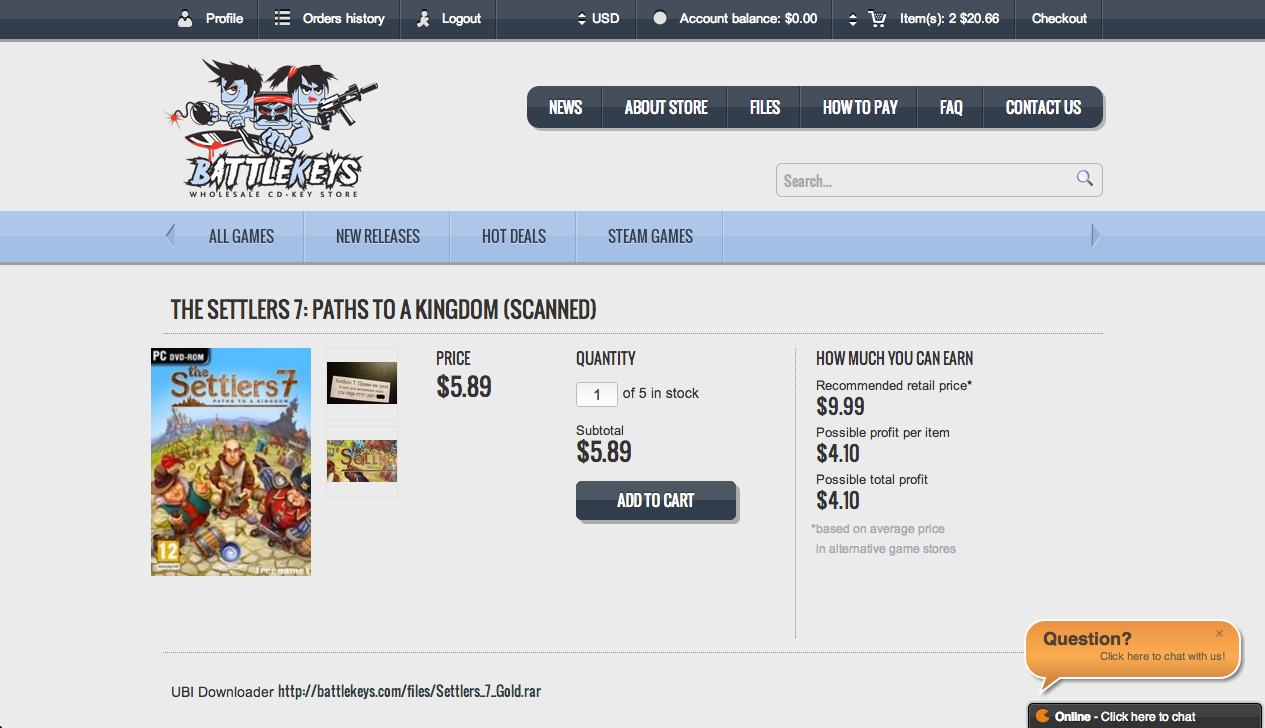 Profile
Orders history
Logout
USD
Account balance: $0.00
Item(s): 2 $20.66
Checkout
BATTLEKEYS
WHOLESALE CD-KEY STORE
NEWS
ABOUT STORE
FILES
HOW TO PAY
FAQ
CONTACT US
Search...
ALL GAMES
NEW RELEASES
HOT DEALS
STEAM GAMES
THE SETTLERS 7: PATHS TO A KINGDOM (SCANNED)
PC DVD-ROM
the
Settlers 7
PATHS TO A KINGDOM
12
PRICE
$5.89
QUANTITY
1 of 5 in stock
Subtotal
$5.89
ADD TO CART
HOW MUCH YOU CAN EARN
Recommended retail price*
$9.99
Possible profit per item
$4.10
Possible total profit
$4.10
*based on average price
in alternative game stores
Question?
Click here to chat with us!
UBI Downloader http://battlekeys.com/files/Settlers_7_Gold.rar
Online - Click here to chat